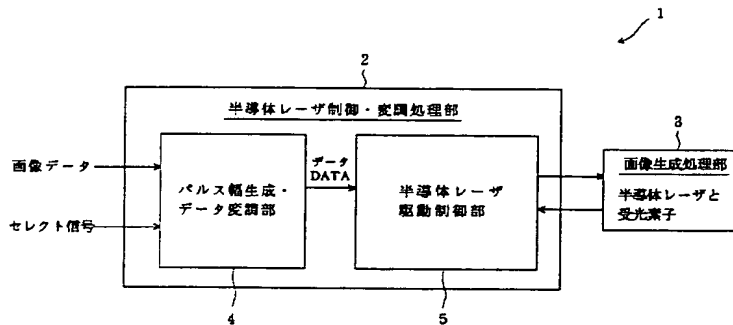 1
2
半導体レーザ制御・変調処理部
3
画像データ
データ
DATA
画像生成処理部
パルス幅生成・
データ変調部
半導体レーザ
駆動制御部
半導体レーザと
受光素子
セレクト信号
4
5